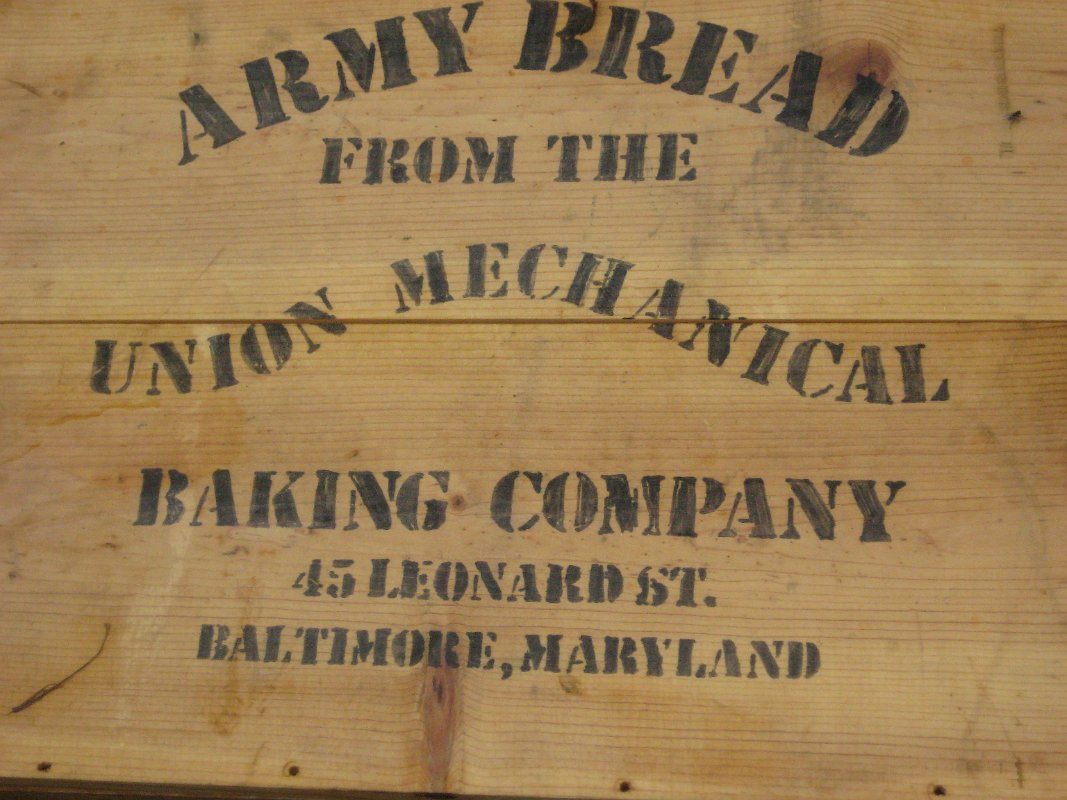 ARMY BREAD
FROM THE
UNION MECHANICAL
BAKING COMPANY
45 LEONARD ST.
BALTIMORE, MARYLAND